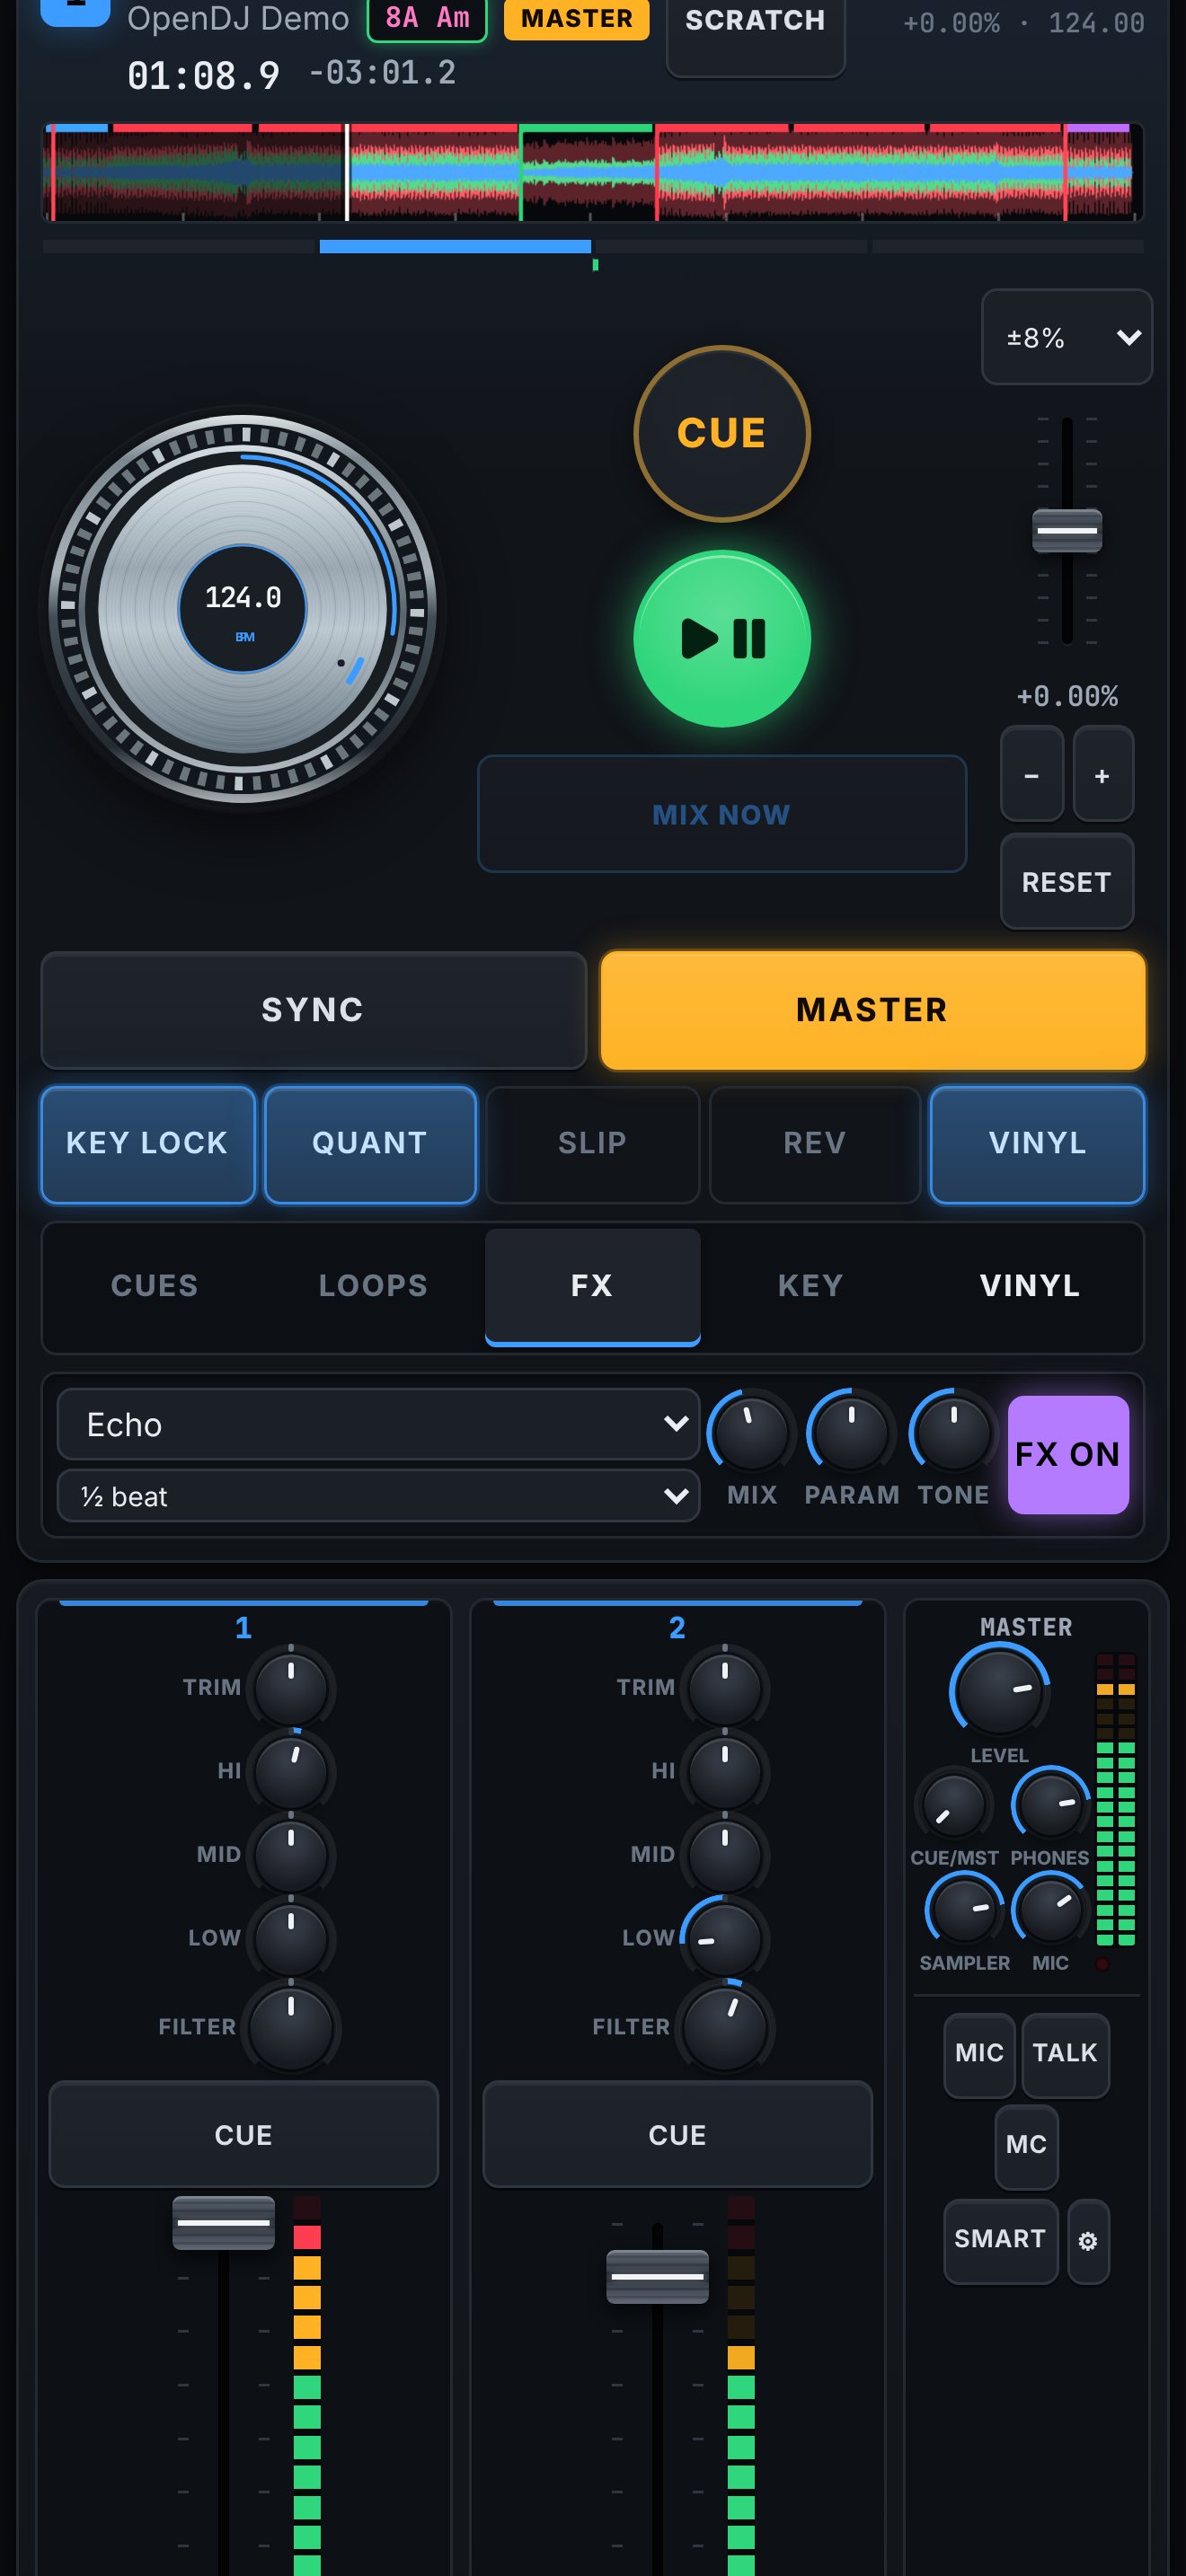 OpenDJ Demo 8A Am MASTER SCRATCH +0.00% · 124.00
01:08.9 -03:01.2
±8%
CUE
124.0
+0.00%
− +
MIX NOW
RESET
SYNC MASTER
KEY LOCK QUANT SLIP REV VINYL
CUES LOOPS FX KEY VINYL
Echo
FX ON
½ beat
MIX PARAM TONE
1 2 MASTER
TRIM TRIM
LEVEL
HI HI
MID MID CUE/MST PHONES
LOW LOW
SAMPLER MIC
FILTER FILTER
MIC TALK
CUE CUE
MC
SMART